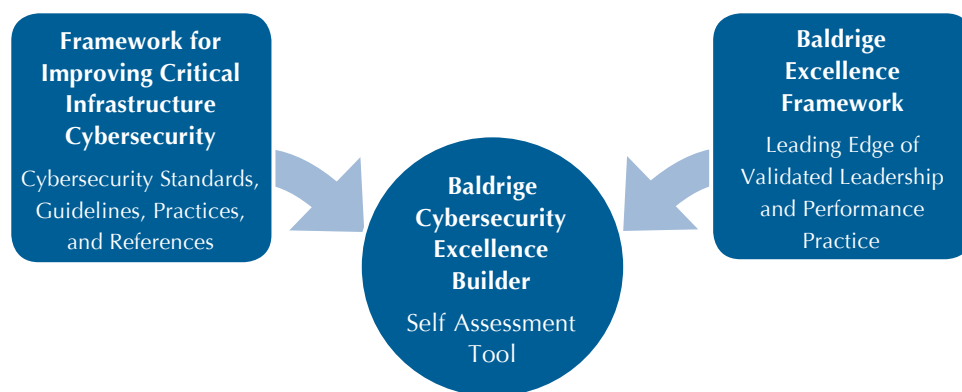 Framework for
Improving Critical
Infrastructure
Cybersecurity
Cybersecurity Standards,
Guidelines, Practices,
and References
Baldrige
Cybersecurity
Excellence
Builder
Self Assessment
Tool
Baldrige
Excellence
Framework
Leading Edge of
Validated Leadership
and Performance
Practice